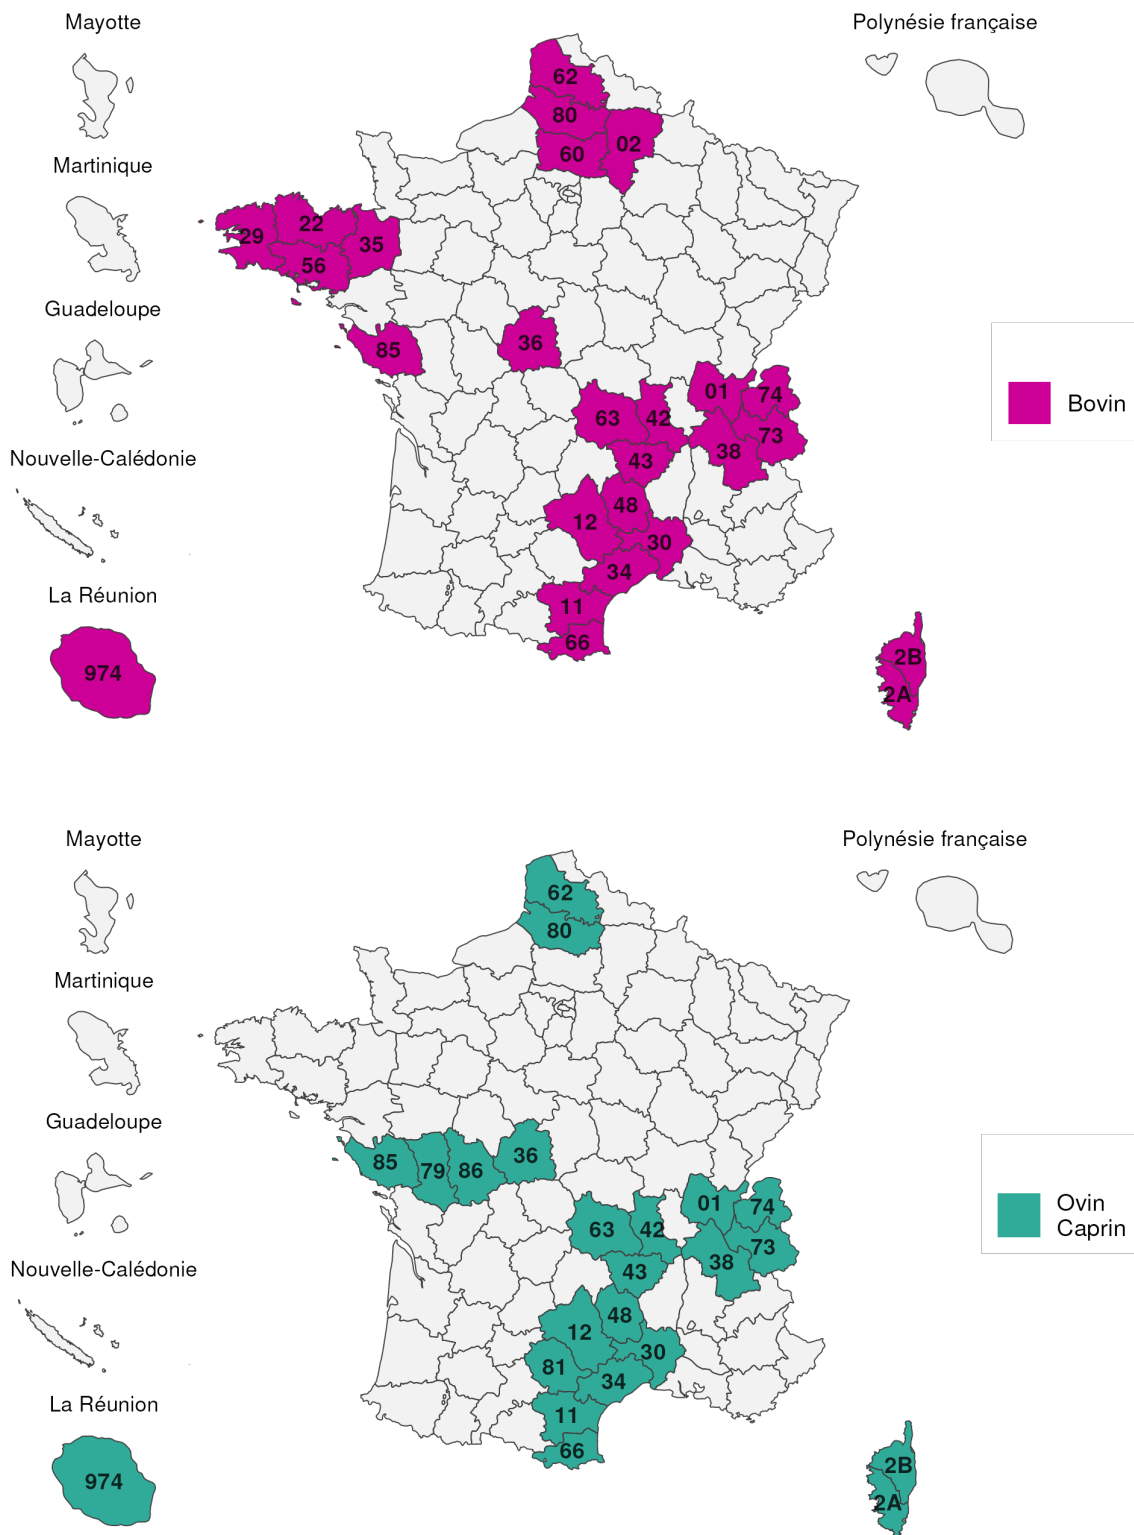 Mayotte
Polynésie française
62
80
02
60
Martinique
22
29
35
56
Guadeloupe
85
36
01
74
63
42
73
38
43
Bovin
Nouvelle-Calédonie
48
12
30
34
La Réunion
11
66
974
2B
2A
Mayotte
Polynésie française
62
80
Martinique
Guadeloupe
85
79
86
36
01
74
63
42
73
38
43
Ovin
Caprin
Nouvelle-Calédonie
48
12
30
81
34
La Réunion
11
66
974
2B
2A